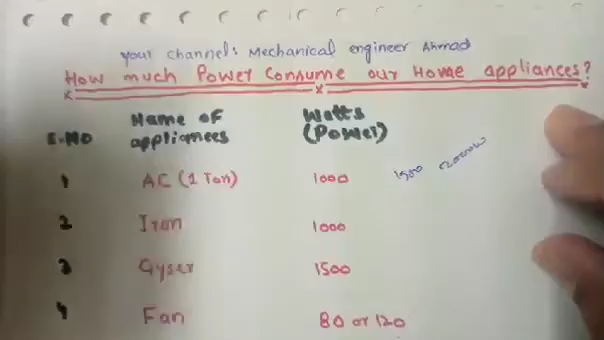 your channel: Mechanical engineer Ahmad
How much Power Consume our Home appliances?
S.No Name of appliances Watts (Power)
1 AC (1 Ton) 1000 1500 2000W
2 Iron 1000
3 Gyser 1500
4 Fan 80 or 120